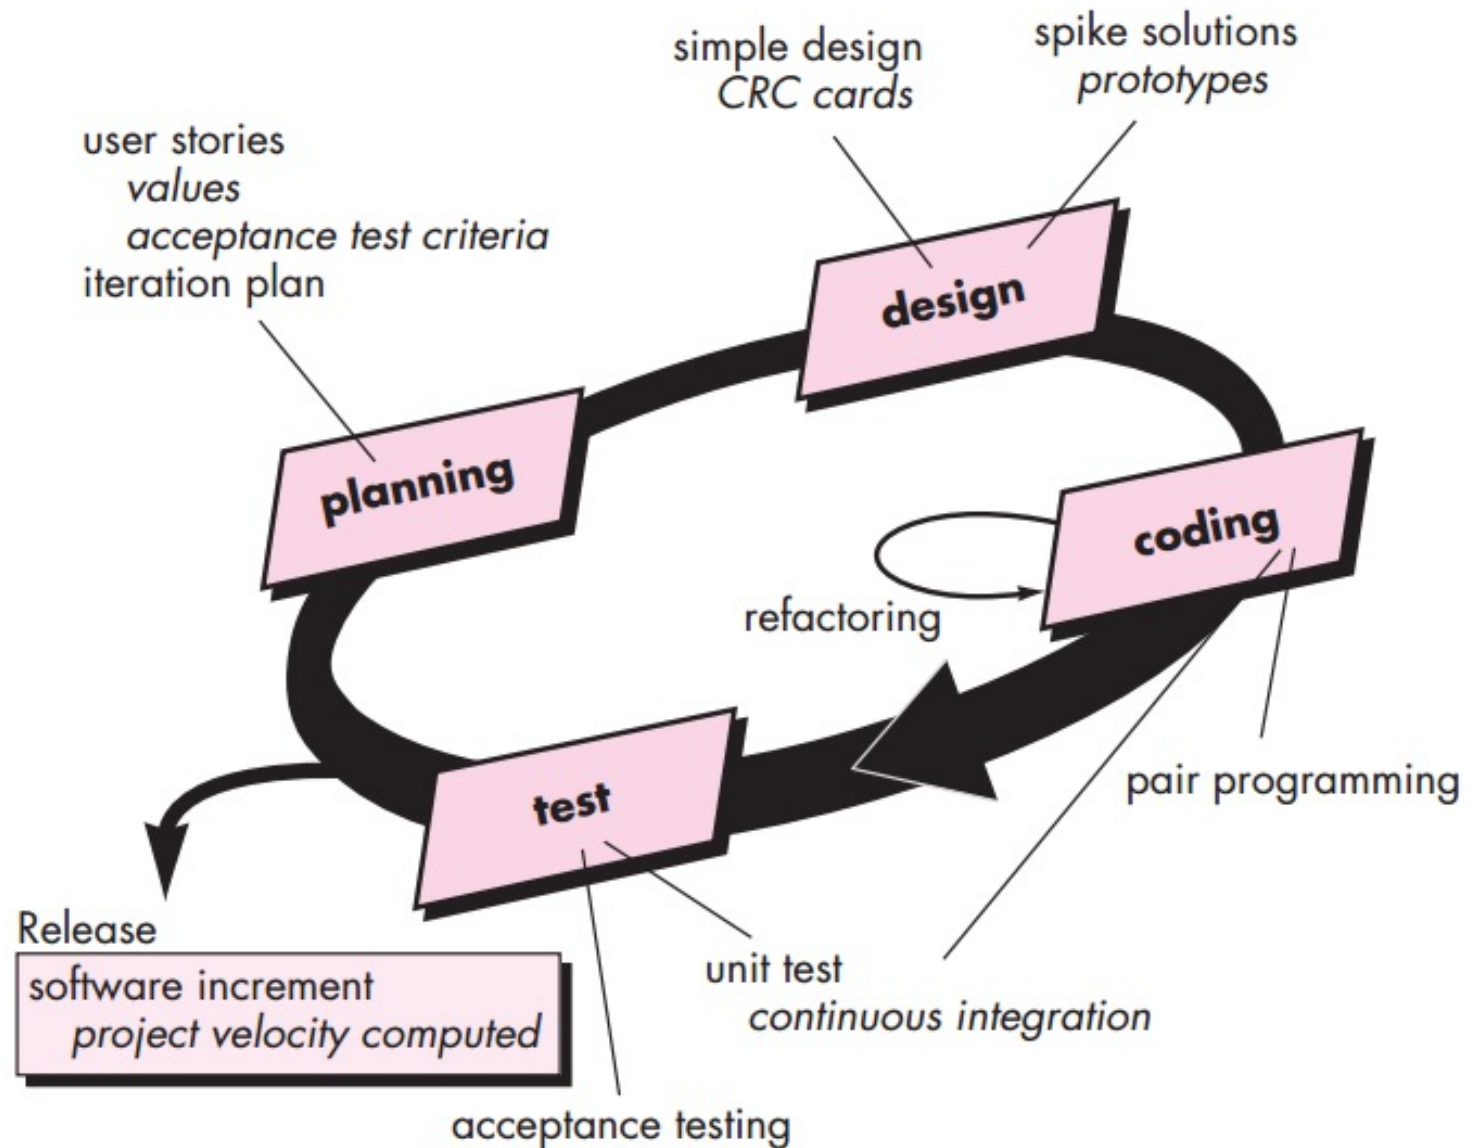 simple design
CRC cards
spike solutions
prototypes
user stories
values
acceptance test criteria
iteration plan
design
planning
coding
refactoring
test
pair programming
Release
software increment
project velocity computed
unit test
continuous integration
acceptance testing